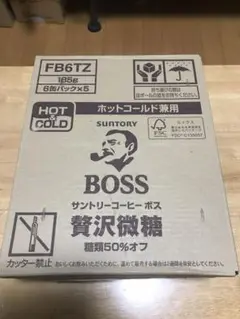 FB6TZ
185g
6缶パック×5
HOT & COLD
ホットコールド兼用
FSC
SUNTORY
BOSS
サントリーコーヒー ボス
贅沢微糖
糖類50%オフ
カッター禁止